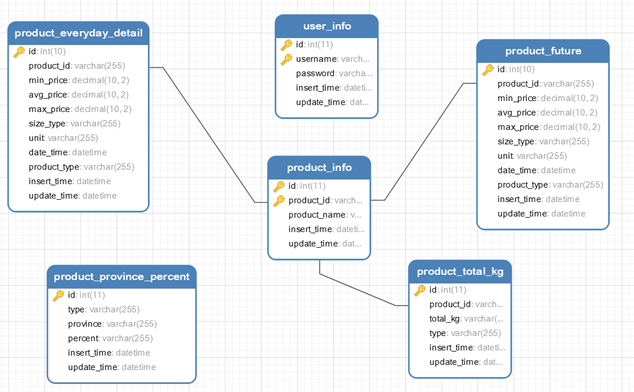 product_everyday_detail
id: int(10)
product_id: varchar(255)
min_price: decimal(10, 2)
avg_price: decimal(10, 2)
max_price: decimal(10, 2)
size_type: varchar(255)
unit: varchar(255)
date_time: datetime
product_type: varchar(255)
insert_time: datetime
update_time: datetime
user_info
id: int(11)
username: varch...
password: varcha...
insert_time: dateti...
update_time: dat...
product_future
id: int(10)
product_id: varchar(255)
min_price: decimal(10, 2)
avg_price: decimal(10, 2)
max_price: decimal(10, 2)
size_type: varchar(255)
unit: varchar(255)
date_time: datetime
product_type: varchar(255)
insert_time: datetime
update_time: datetime
product_info
id: int(11)
product_id: varch...
product_name: v...
insert_time: dateti...
update_time: dat...
product_province_percent
id: int(11)
type: varchar(255)
province: varchar(255)
percent: varchar(255)
insert_time: datetime
update_time: datetime
product_total_kg
id: int(11)
product_id: varch...
total_kg: varchar(...
type: varchar(255)
insert_time: dateti...
update_time: dat...